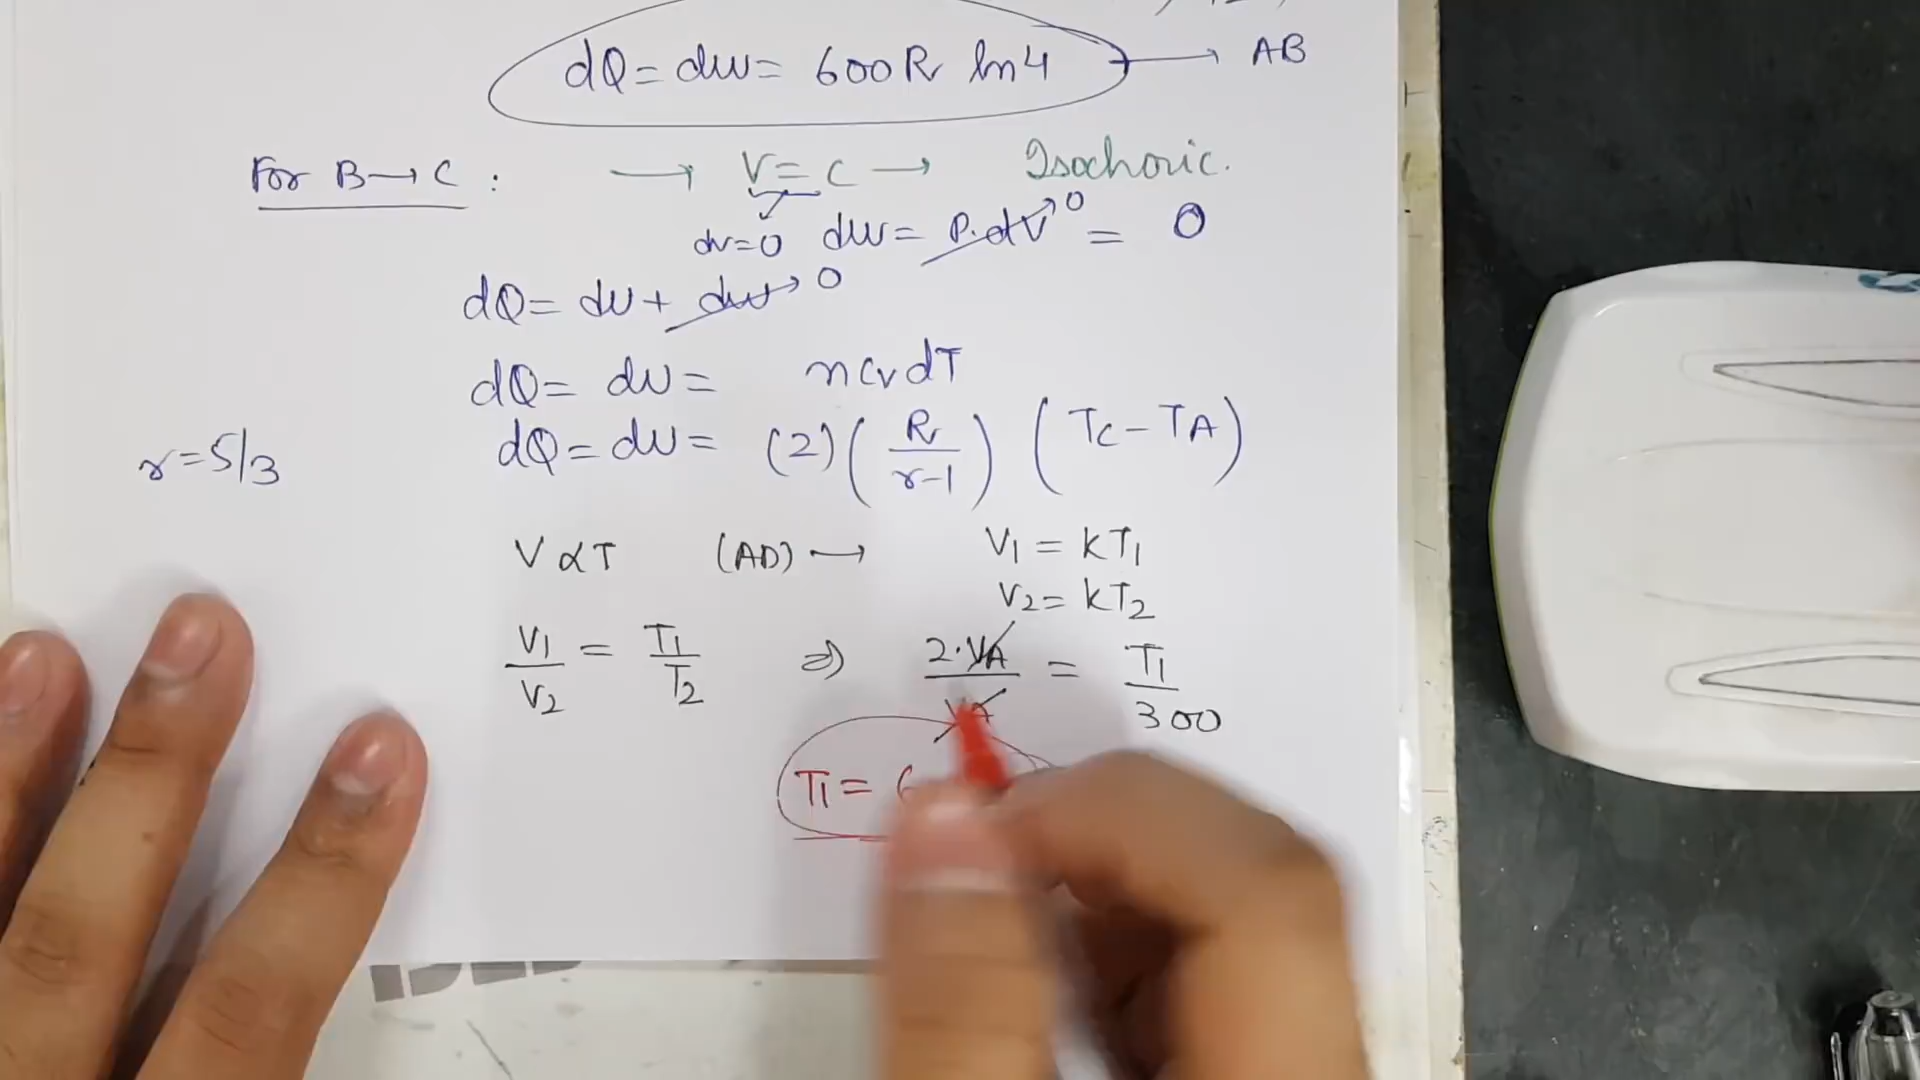 dQ = dw = 600R ln4 → AB
For B→C : → V = C → Isochoric.
dv=0 dw = P.dV→0 = 0
dQ = dU + dw→0
dQ = dU = nCvdT
r = 5/3
dQ = dU = (2) (R/r-1) (Tc - TA)
V ∝ T (AD) → V1 = kT1
V2 = kT2
V1/V2 = T1/T2 ⇒ 2·VA/VA = T1/300
T1 =